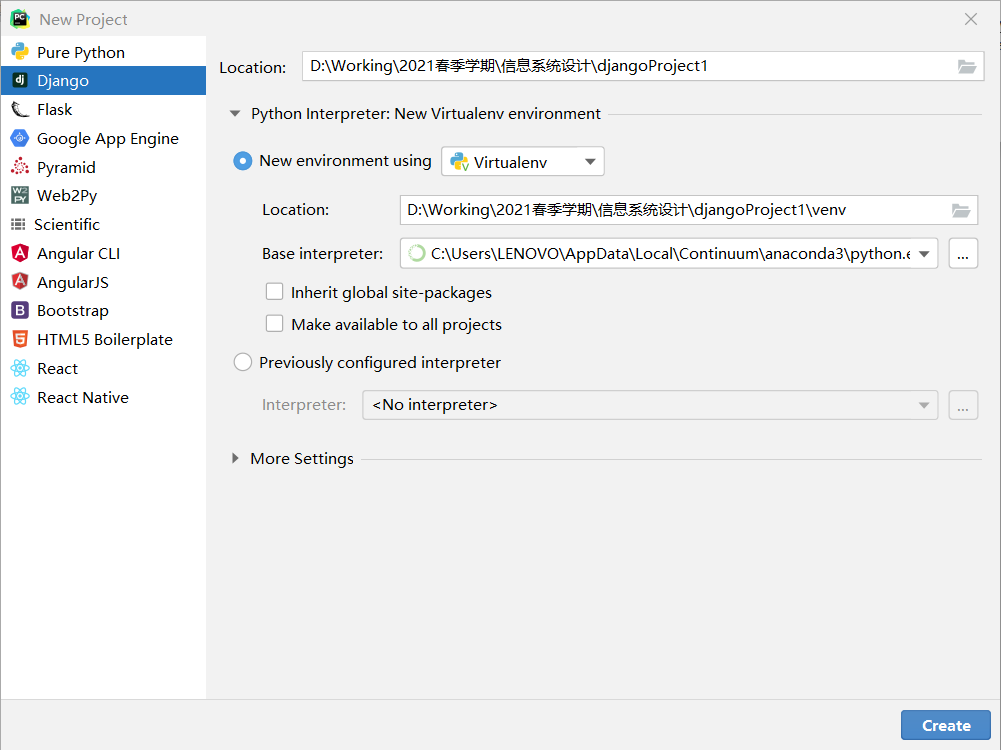 New Project
Pure Python
Django
Flask
Google App Engine
Pyramid
Web2Py
Scientific
Angular CLI
AngularJS
Bootstrap
HTML5 Boilerplate
React
React Native
Location: D:\Working\2021春季学期\信息系统设计\djangoProject1
Python Interpreter: New Virtualenv environment
New environment using Virtualenv
Location: D:\Working\2021春季学期\信息系统设计\djangoProject1\venv
Base interpreter: C:\Users\LENOVO\AppData\Local\Continuum\anaconda3\python.e ...
Inherit global site-packages
Make available to all projects
Previously configured interpreter
Interpreter: <No interpreter> ...
More Settings
Create